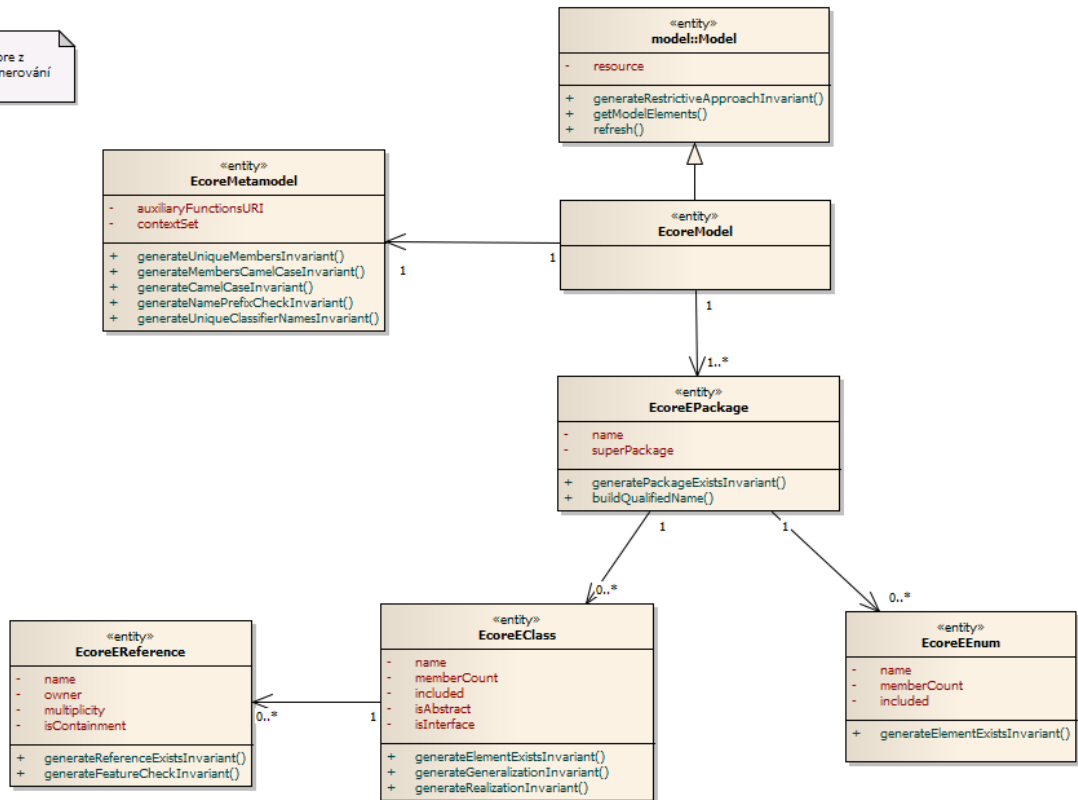 «entity»
model::Model
- resource
+ generateRestrictiveApproachInvariant()
+ getModelElements()
+ refresh()
ore z
nerování
«entity»
EcoreMetamodel
- auxiliaryFunctionsURI
- contextSet
+ generateUniqueMembersInvariant()
+ generateMembersCamelCaseInvariant()
+ generateCamelCaseInvariant()
+ generateNamePrefixCheckInvariant()
+ generateUniqueClassifierNamesInvariant()
«entity»
EcoreModel
1
1
1
1..*
«entity»
EcoreEPackage
- name
- superPackage
+ generatePackageExistsInvariant()
+ buildQualifiedName()
1
1
0..*
0..*
«entity»
EcoreEReference
- name
- owner
- multiplicity
- isContainment
+ generateReferenceExistsInvariant()
+ generateFeatureCheckInvariant()
0..*
1
«entity»
EcoreEClass
- name
- memberCount
- included
- isAbstract
- isInterface
+ generateElementExistsInvariant()
+ generateGeneralizationInvariant()
+ generateRealizationInvariant()
«entity»
EcoreEEnum
- name
- memberCount
- included
+ generateElementExistsInvariant()